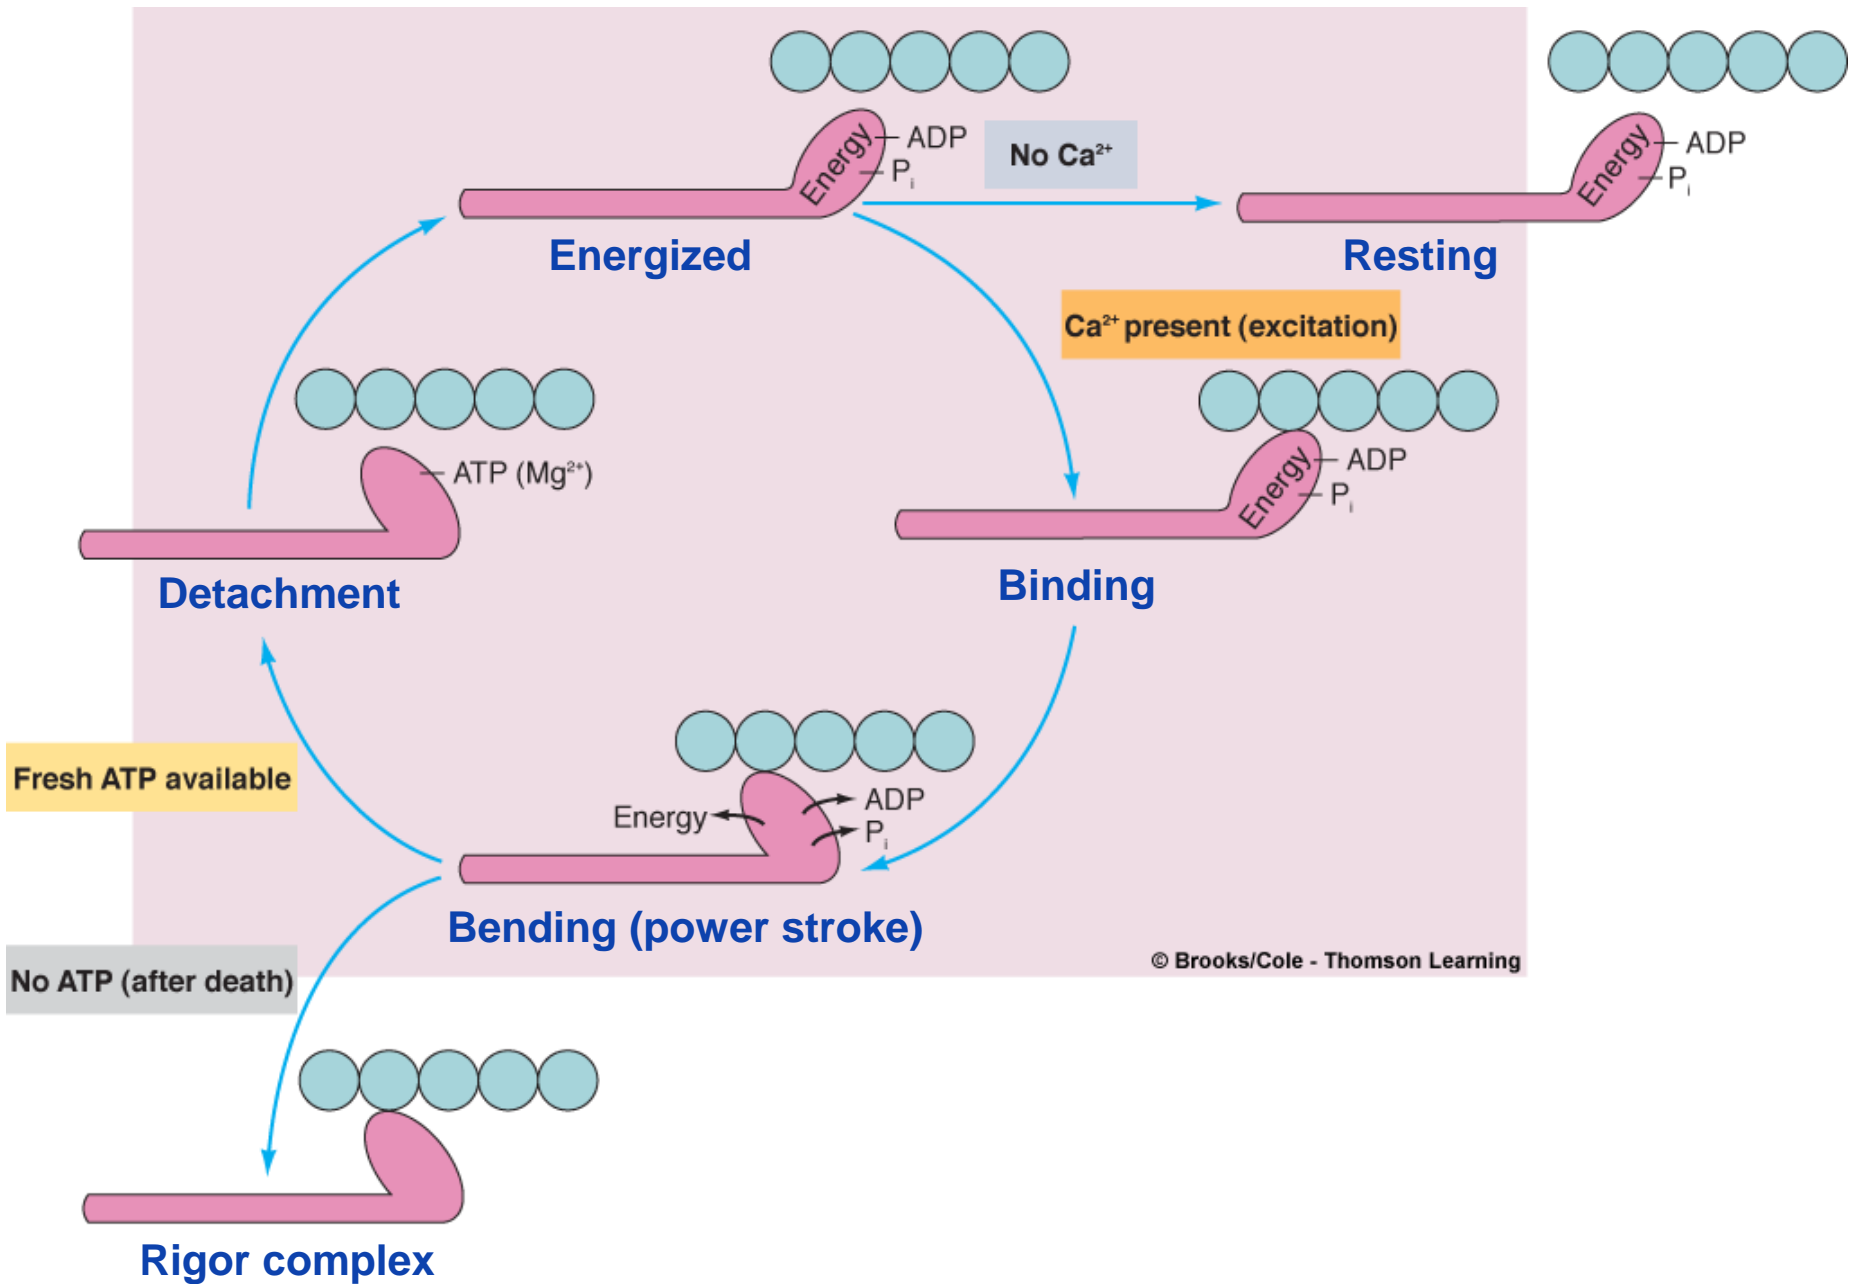 Energy
ADP
Pi
No Ca²⁺
Energy
ADP
Pi
Energized
Resting
Ca²⁺ present (excitation)
ATP (Mg²⁺)
Energy
ADP
Pi
Detachment
Binding
Fresh ATP available
Energy
ADP
Pi
Bending (power stroke)
© Brooks/Cole - Thomson Learning
No ATP (after death)
Rigor complex